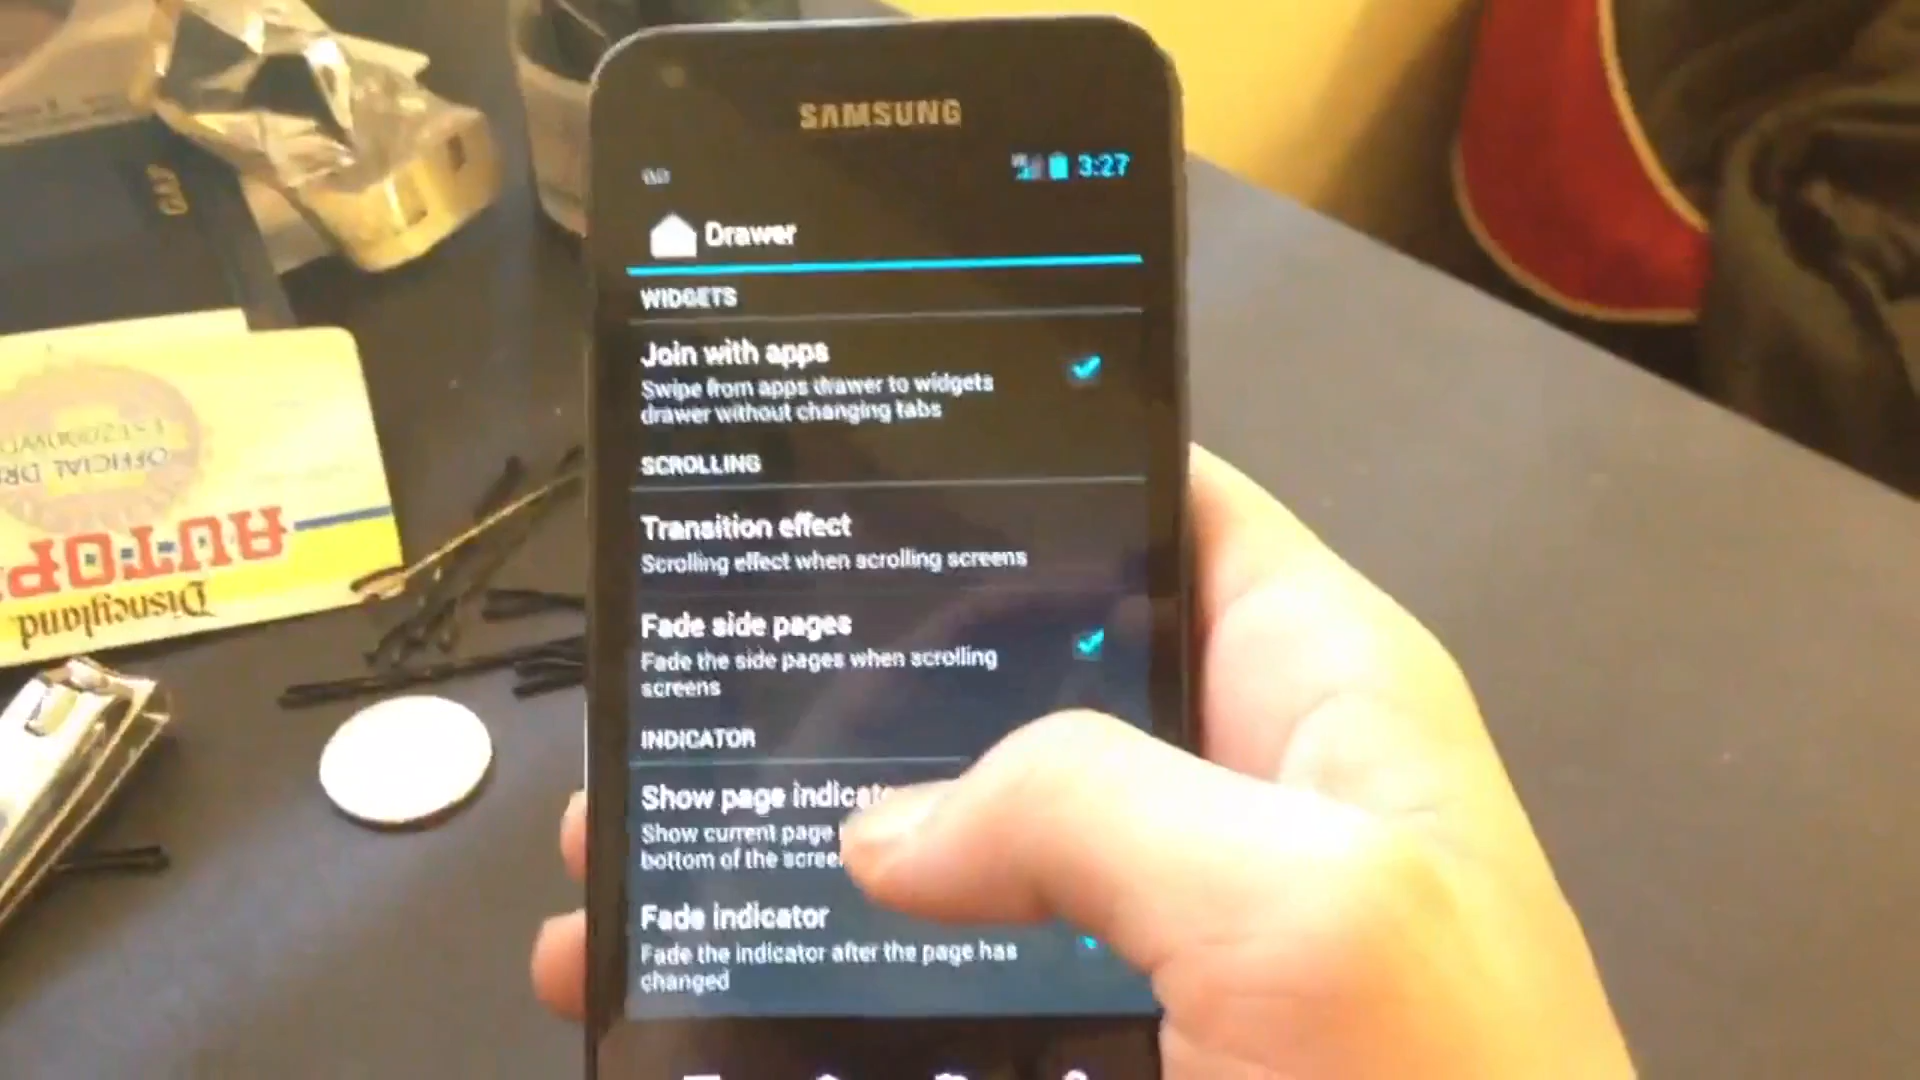 SAMSUNG
3:27
Drawer
WIDGETS
Join with apps
Swipe from apps drawer to widgets
drawer without changing tabs
SCROLLING
Transition effect
Scrolling effect when scrolling screens
Fade side pages
Fade the side pages when scrolling
screens
INDICATOR
Show page
Show current page
bottom of the
Fade indicator
Fade the indicator after the page has
changed
OFFICIAL
Disneyland